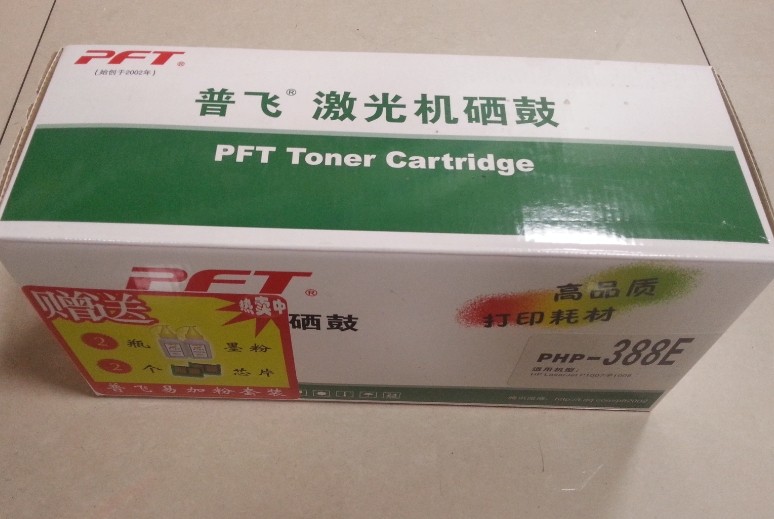 PFT®
(始创于2002年)
普飞® 激光机硒鼓
PFT Toner Cartridge
PFT®
硒鼓
高品质
打印耗材
PHP-388E
适用机型:
赠送
热卖中
2 瓶 墨粉
2 个 芯片
普飞易加粉套装